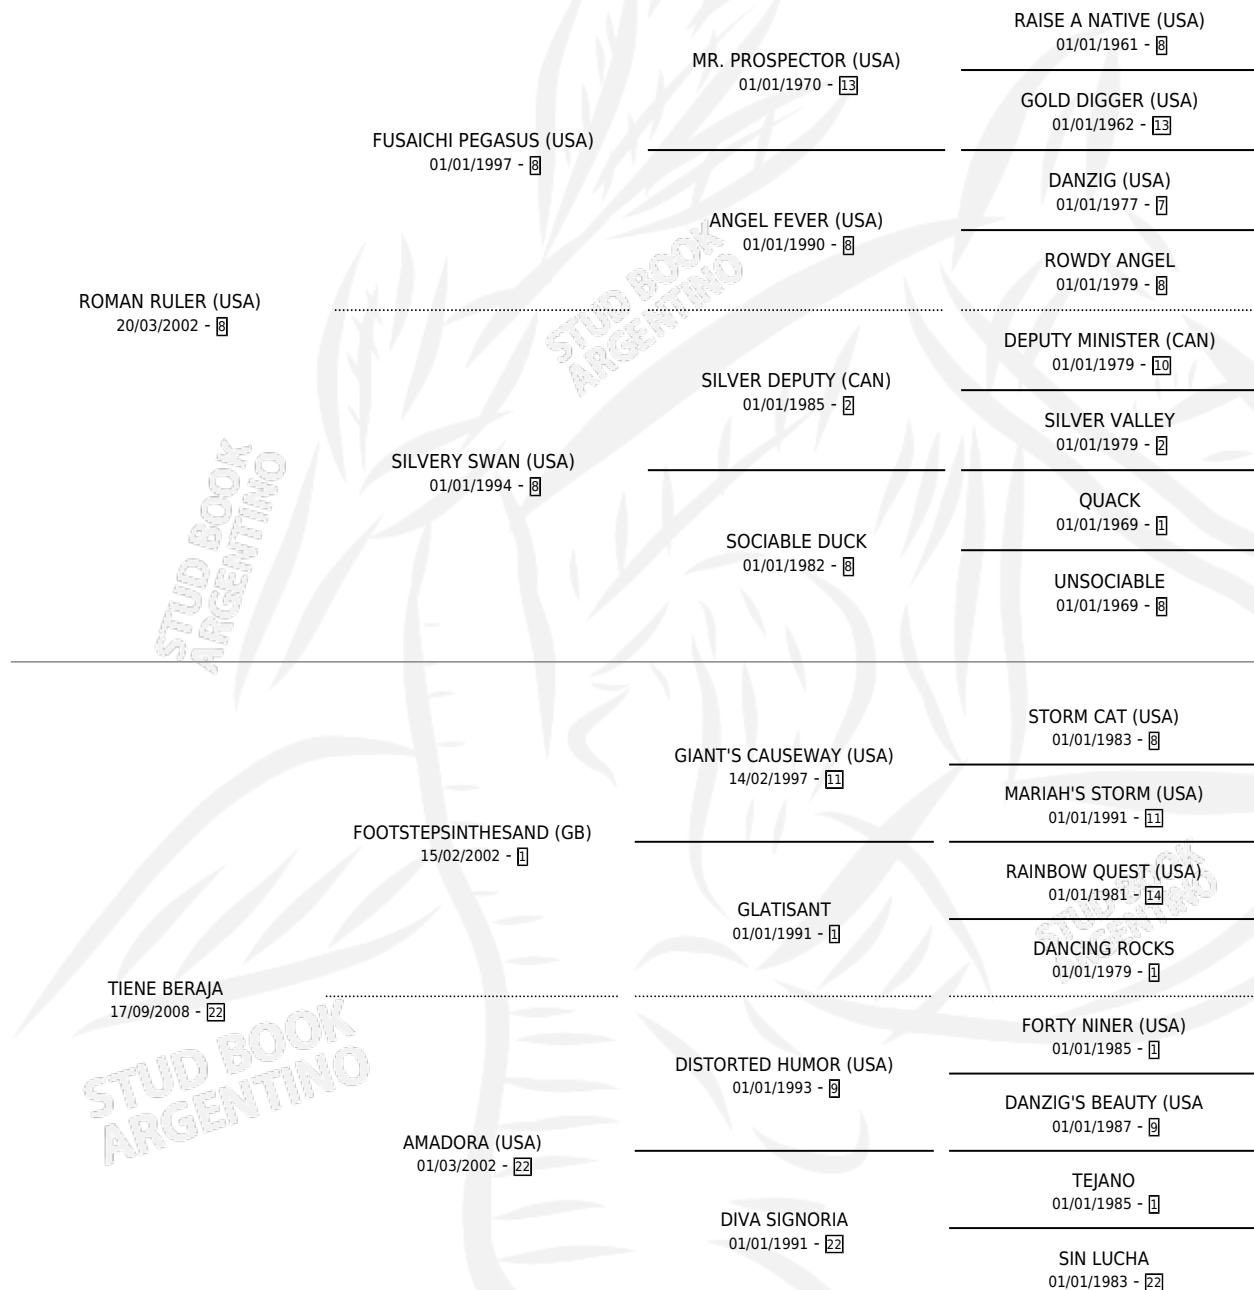 RAISE A NATIVE (USA)
01/01/1961 - 8
MR. PROSPECTOR (USA)
01/01/1970 - 13
GOLD DIGGER (USA)
01/01/1962 - 13
FUSAICHI PEGASUS (USA)
01/01/1997 - 8
DANZIG (USA)
01/01/1977 - 7
ANGEL FEVER (USA)
01/01/1990 - 8
ROWDY ANGEL
01/01/1979 - 8
ROMAN RULER (USA)
20/03/2002 - 8
STUD BOOK
ARGENTINO
DEPUTY MINISTER (CAN)
01/01/1979 - 10
SILVER DEPUTY (CAN)
01/01/1985 - 2
SILVER VALLEY
01/01/1979 - 2
SILVERY SWAN (USA)
01/01/1994 - 8
QUACK
01/01/1969 - 1
SOCIABLE DUCK
01/01/1982 - 8
UNSOCIABLE
01/01/1969 - 8
STUD BOOK
ARGENTINO
STORM CAT (USA)
01/01/1983 - 8
GIANT'S CAUSEWAY (USA)
14/02/1997 - 11
MARIAH'S STORM (USA)
01/01/1991 - 11
FOOTSTEPSINTHESAND (GB)
15/02/2002 - 1
RAINBOW QUEST (USA)
01/01/1981 - 14
GLATISANT
01/01/1991 - 1
STUD BOOK
ARGENTINO
DANCING ROCKS
01/01/1979 - 1
TIENE BERAJA
17/09/2008 - 22
STUD BOOK
ARGENTINO
FORTY NINER (USA)
01/01/1985 - 1
DISTORTED HUMOR (USA)
01/01/1993 - 9
DANZIG'S BEAUTY (USA
01/01/1987 - 9
AMADORA (USA)
01/03/2002 - 22
TEJANO
01/01/1985 - 1
DIVA SIGNORIA
01/01/1991 - 22
SIN LUCHA
01/01/1983 - 22